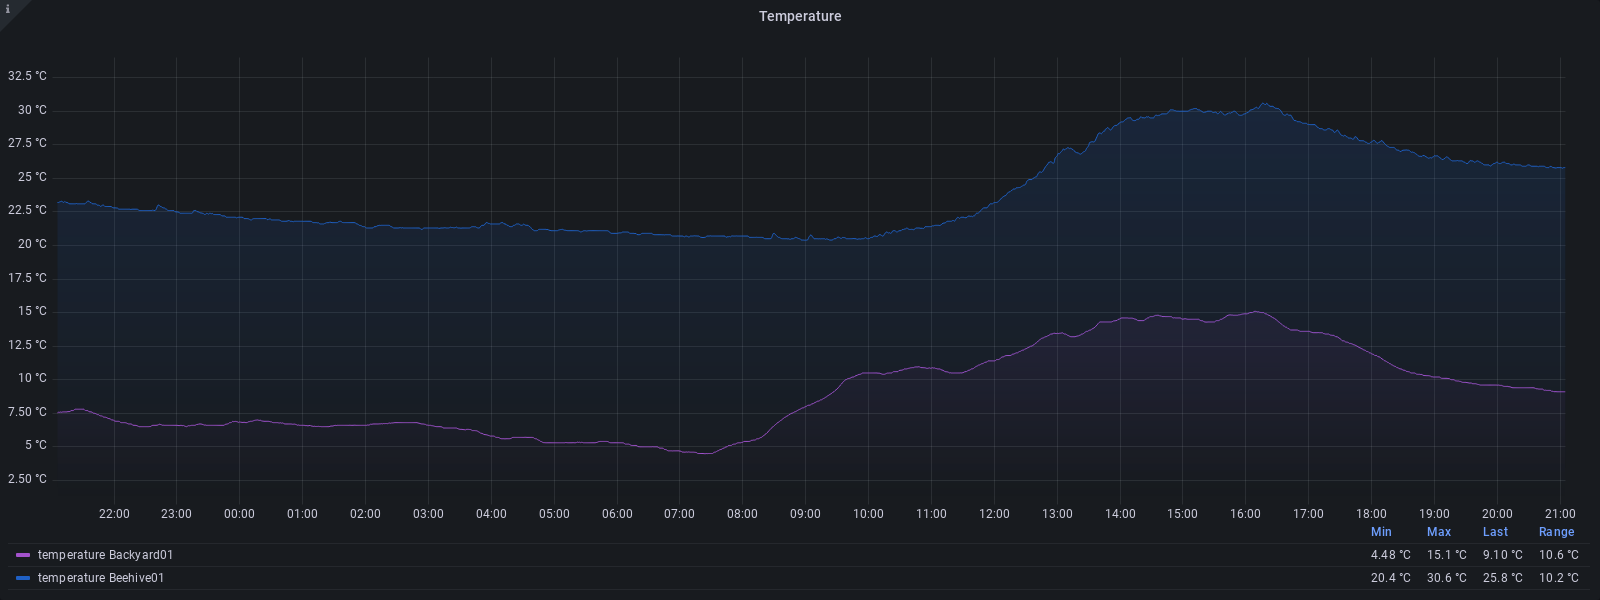 i
Temperature
32.5 °C
30 °C
27.5 °C
25 °C
22.5 °C
20 °C
17.5 °C
15 °C
12.5 °C
10 °C
7.50 °C
5 °C
2.50 °C
22:00 23:00 00:00 01:00 02:00 03:00 04:00 05:00 06:00 07:00 08:00 09:00 10:00 11:00 12:00 13:00 14:00 15:00 16:00 17:00 18:00 19:00 20:00 21:00
Min Max Last Range
temperature Backyard01 4.48 °C 15.1 °C 9.10 °C 10.6 °C
temperature Beehive01 20.4 °C 30.6 °C 25.8 °C 10.2 °C